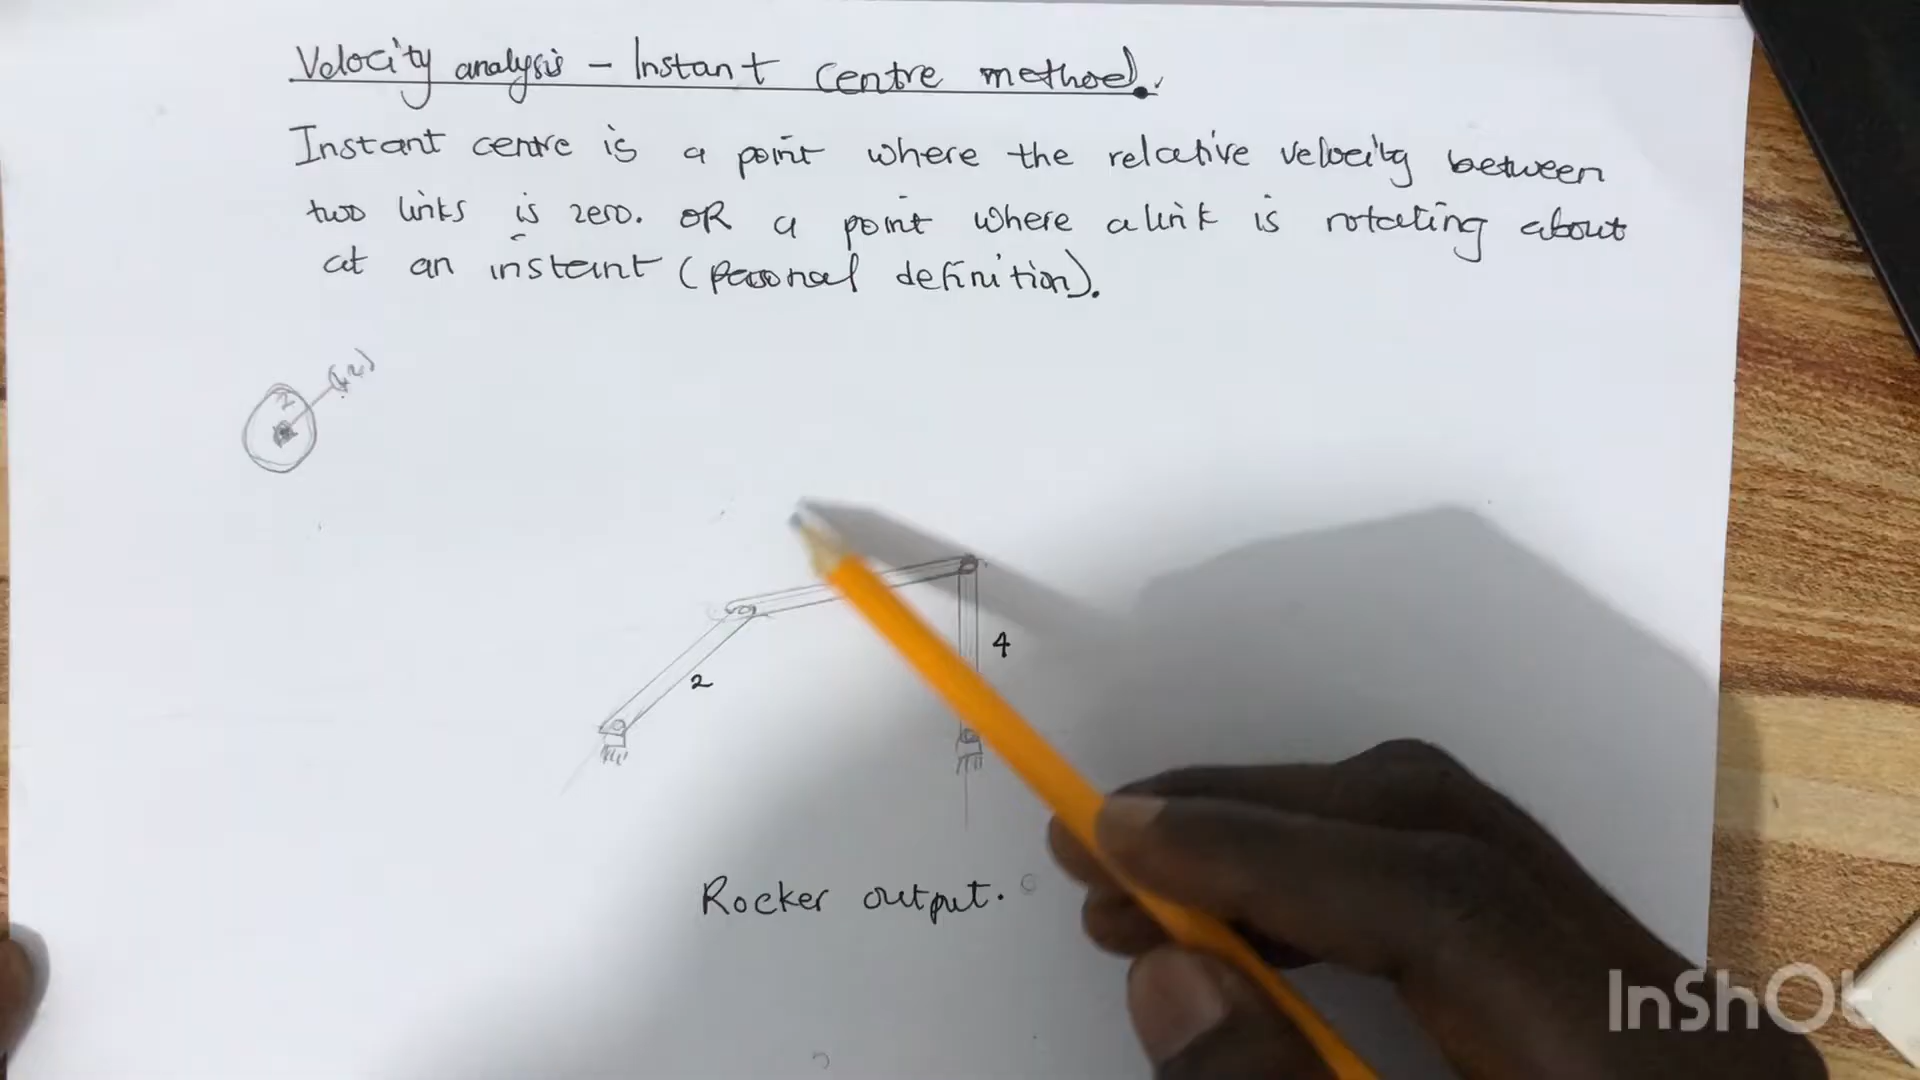 Velocity analysis - Instant centre method.
Instant centre is a point where the relative velocity between
two links is zero. OR a point where a link is rotating about
at an instant (personal definition).
2
4
2
Rocker output.
InShOt